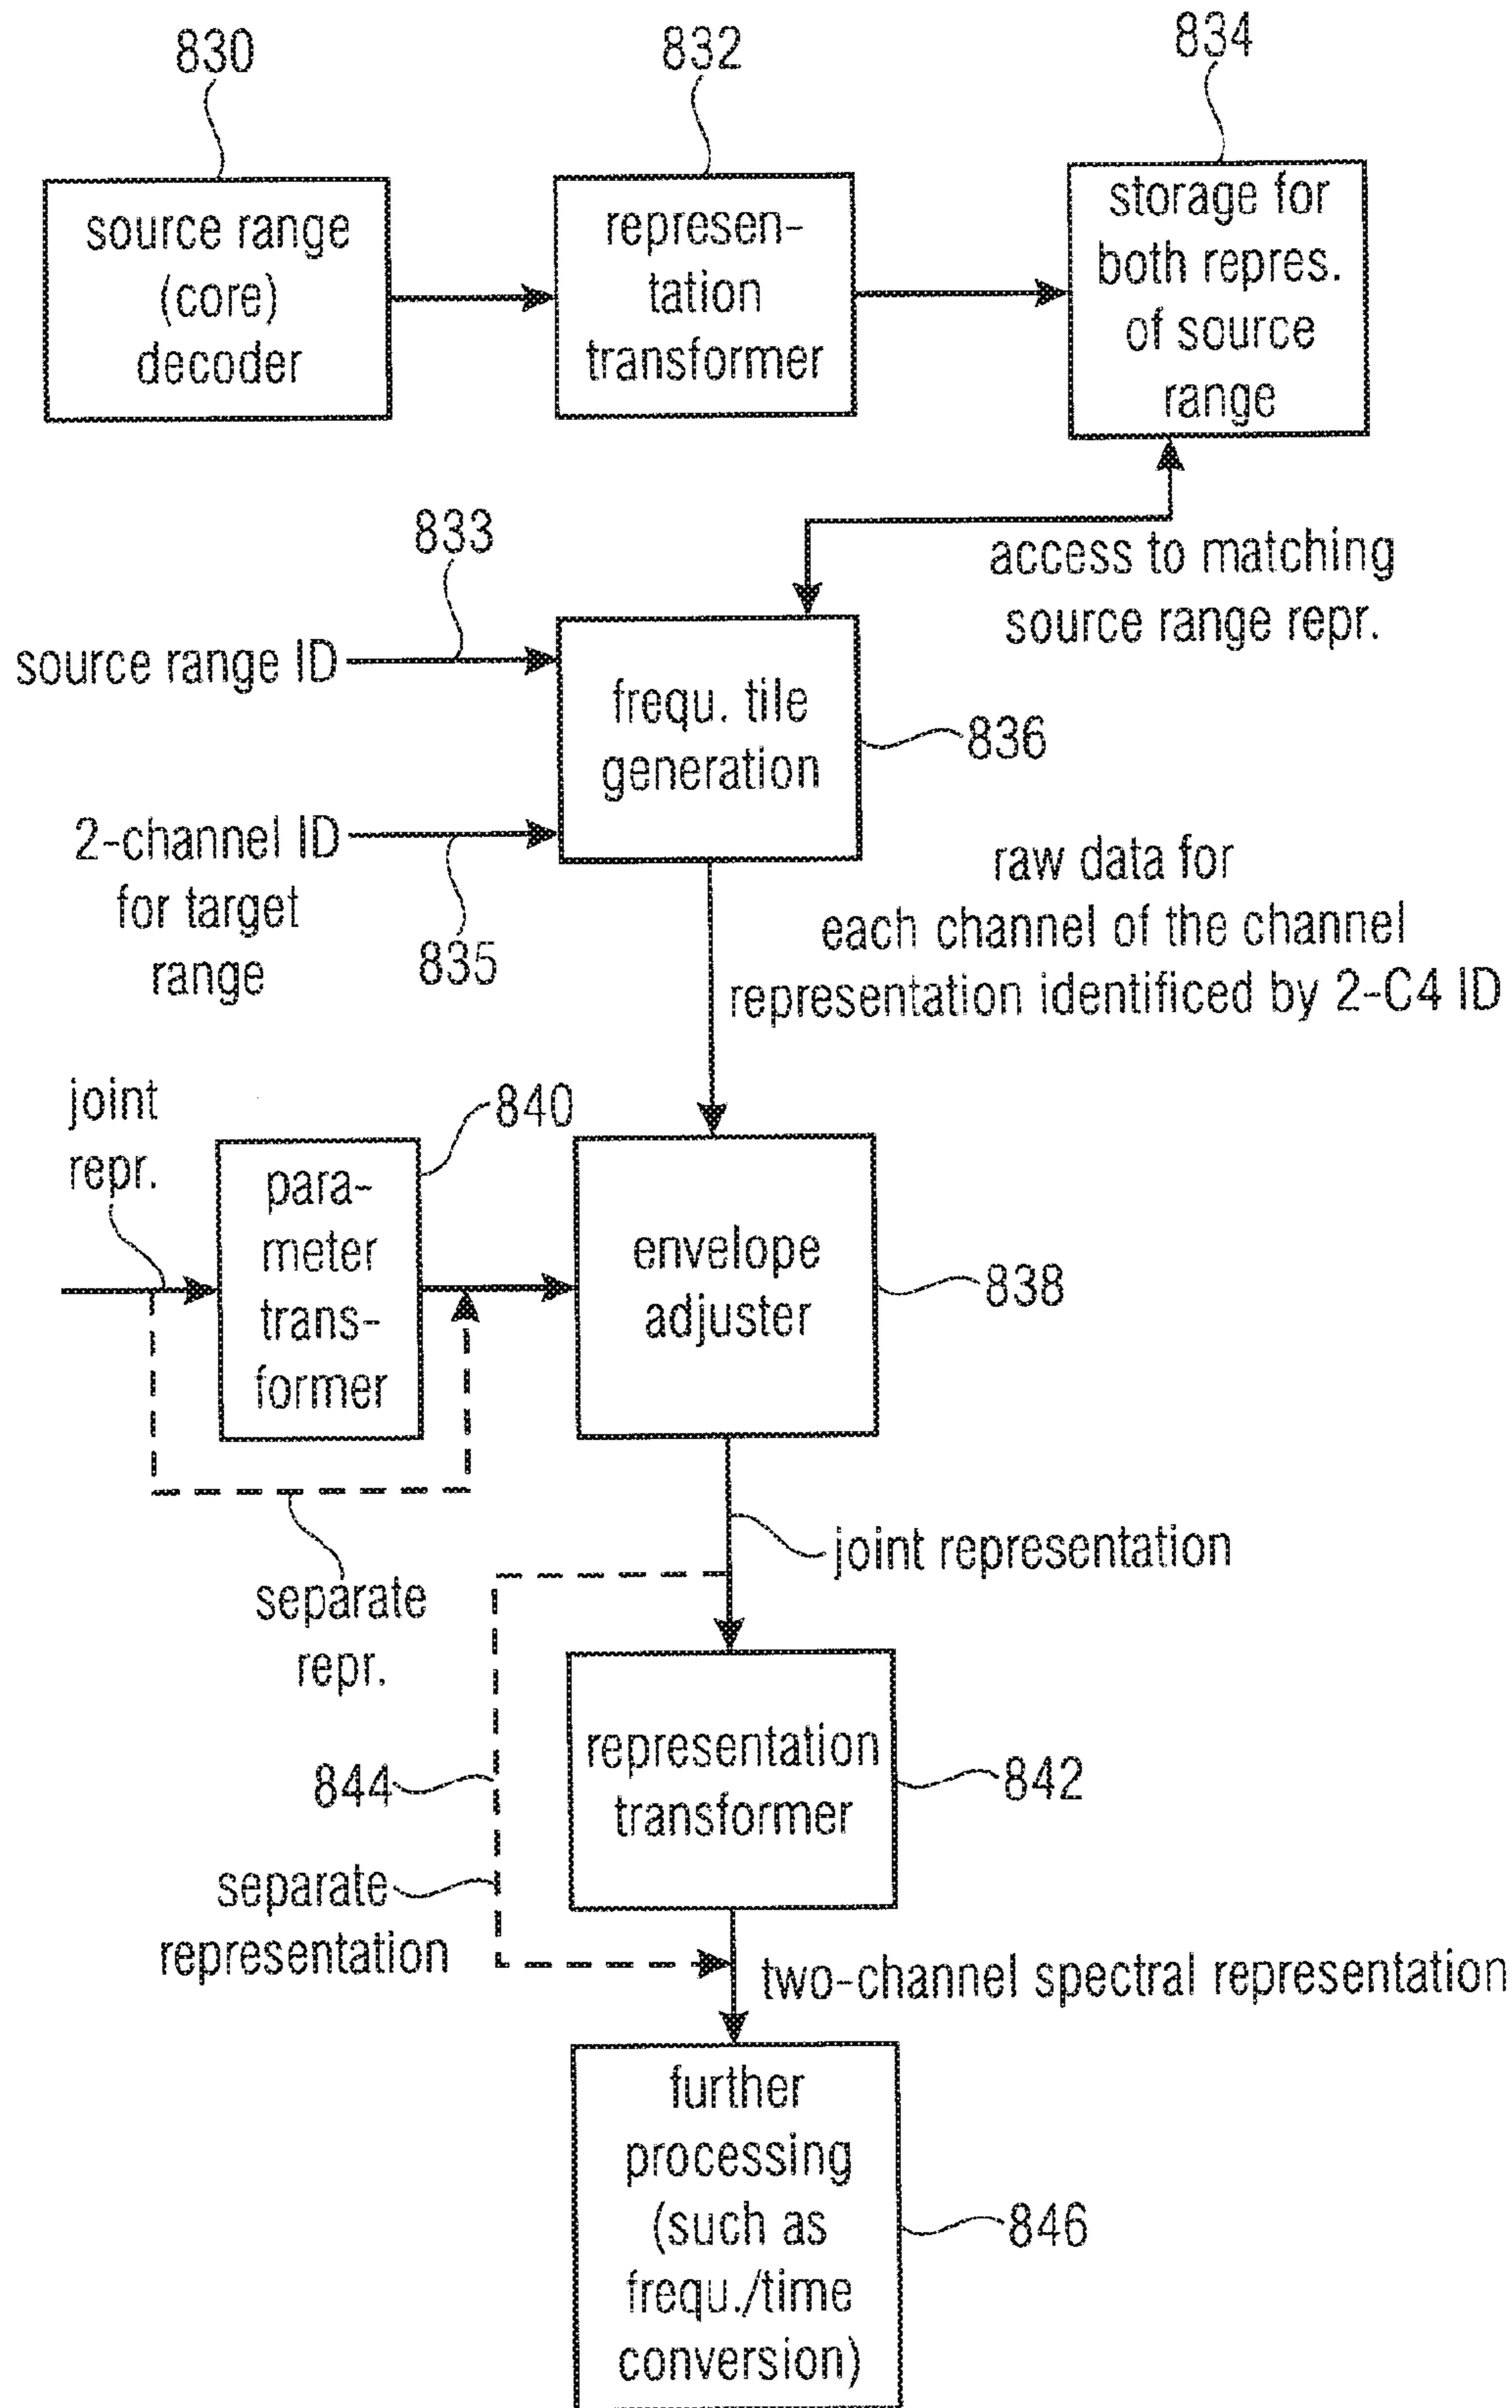 830
832
834
source range
(core)
decoder
represen-
tation
transformer
storage for
both repres.
of source
range
833
access to matching
source range repr.
source range ID
frequ. tile
generation
836
2-channel ID
for target
range
835
raw data for
each channel of the channel
representation identificed by 2-C4 ID
joint
repr.
840
para-
meter
trans-
former
envelope
adjuster
838
joint representation
separate
repr.
representation
transformer
842
844
separate
representation
two-channel spectral representation
further
processing
(such as
frequ./time
conversion)
846